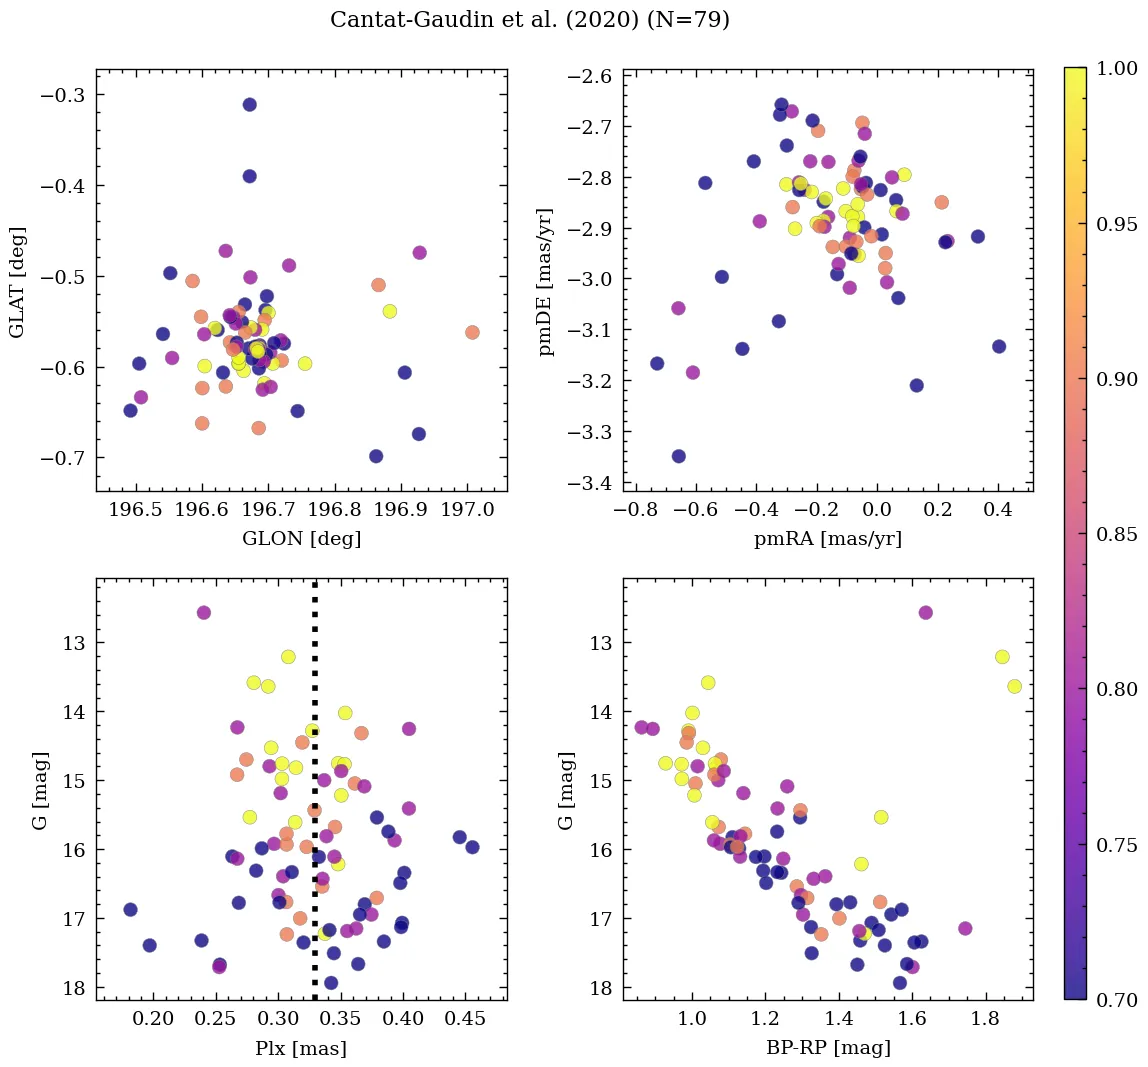 Cantat-Gaudin et al. (2020) (N=79)
−0.3
−0.4
−0.5
−0.6
−0.7
GLAT [deg]
196.5 196.6 196.7 196.8 196.9 197.0
GLON [deg]
−2.6
−2.7
−2.8
−2.9
−3.0
−3.1
−3.2
−3.3
−3.4
pmDE [mas/yr]
−0.8 −0.6 −0.4 −0.2 0.0 0.2 0.4
pmRA [mas/yr]
1.00
0.95
0.90
0.85
0.80
0.75
0.70
13
14
15
16
17
18
G [mag]
0.20 0.25 0.30 0.35 0.40 0.45
Plx [mas]
13
14
15
16
17
18
G [mag]
1.0 1.2 1.4 1.6 1.8
BP-RP [mag]